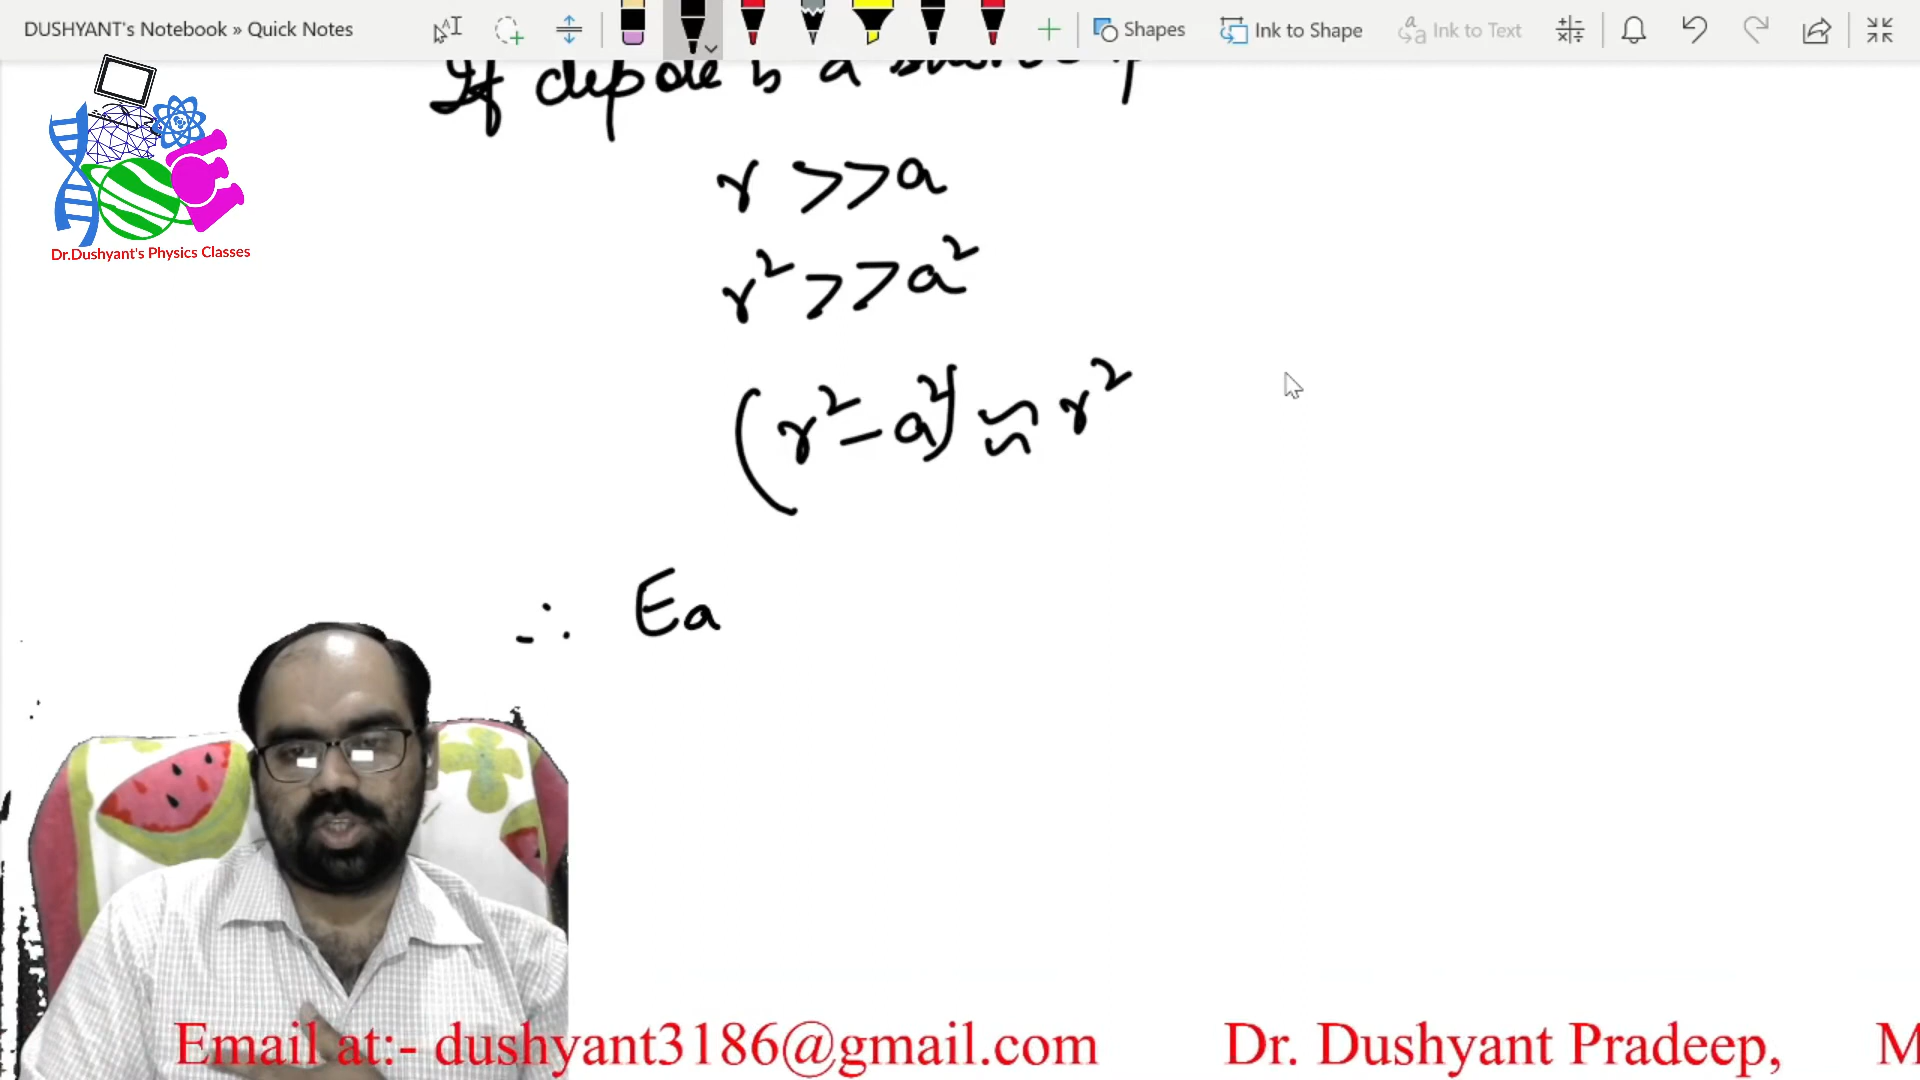 DUSHYANT's Notebook » Quick Notes
Shapes
Ink to Shape
Ink to Text
Dr.Dushyant's Physics Classes
If dipole is a
r >>a
r² >>a²
(r²-a²) ≈ r²
∴ Ea
Email at:- dushyant3186@gmail.com Dr. Dushyant Pradeep, M